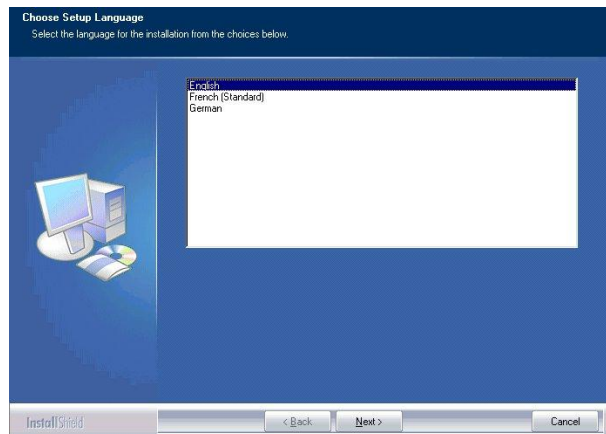 Choose Setup Language
Select the language for the installation from the choices below.
English
French (Standard)
German
InstallShield
< Back
Next >
Cancel